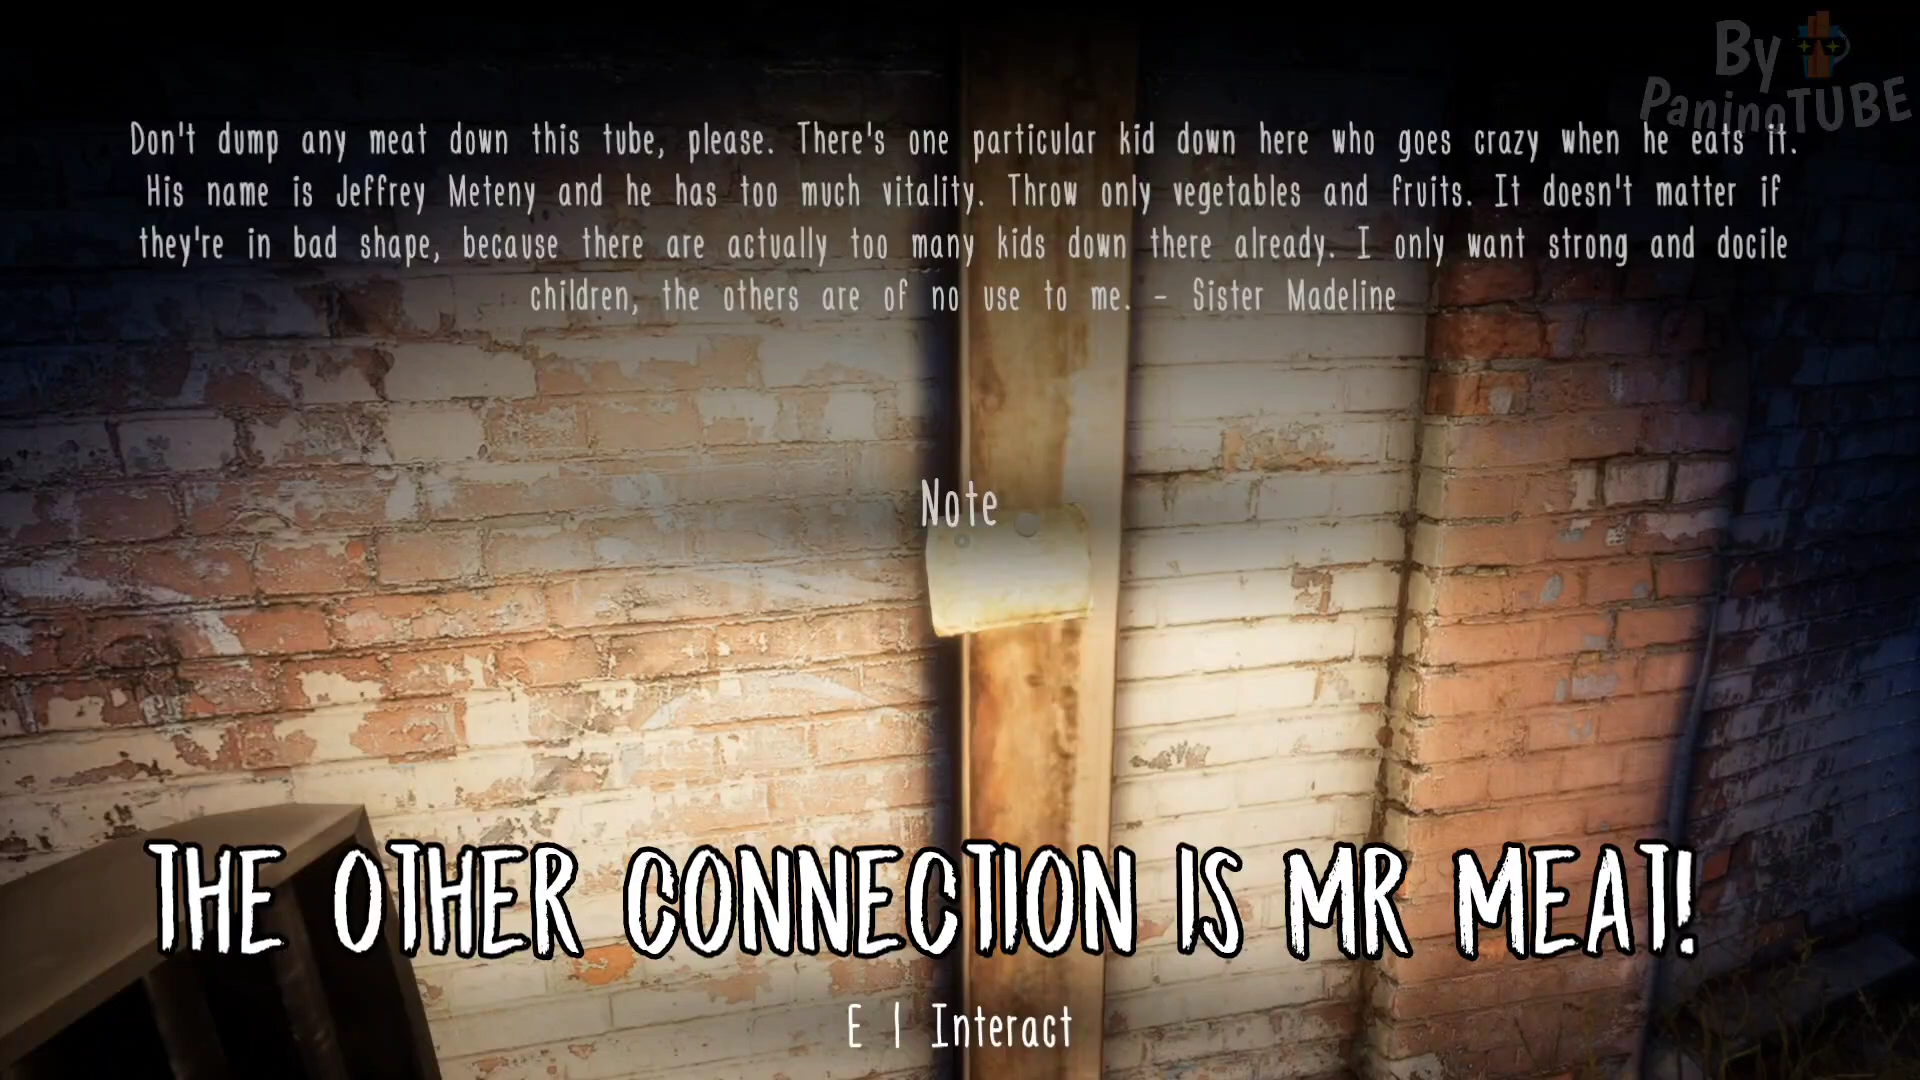 By
PaninoTUBE
Don't dump any meat down this tube, please. There's one particular kid down here who goes crazy when he eats it.
His name is Jeffrey Meteny and he has too much vitality. Throw only vegetables and fruits. It doesn't matter if
they're in bad shape, because there are actually too many kids down there already. I only want strong and docile
children, the others are of no use to me. - Sister Madeline
Note
THE OTHER CONNECTION IS MR MEAT!
E | Interact